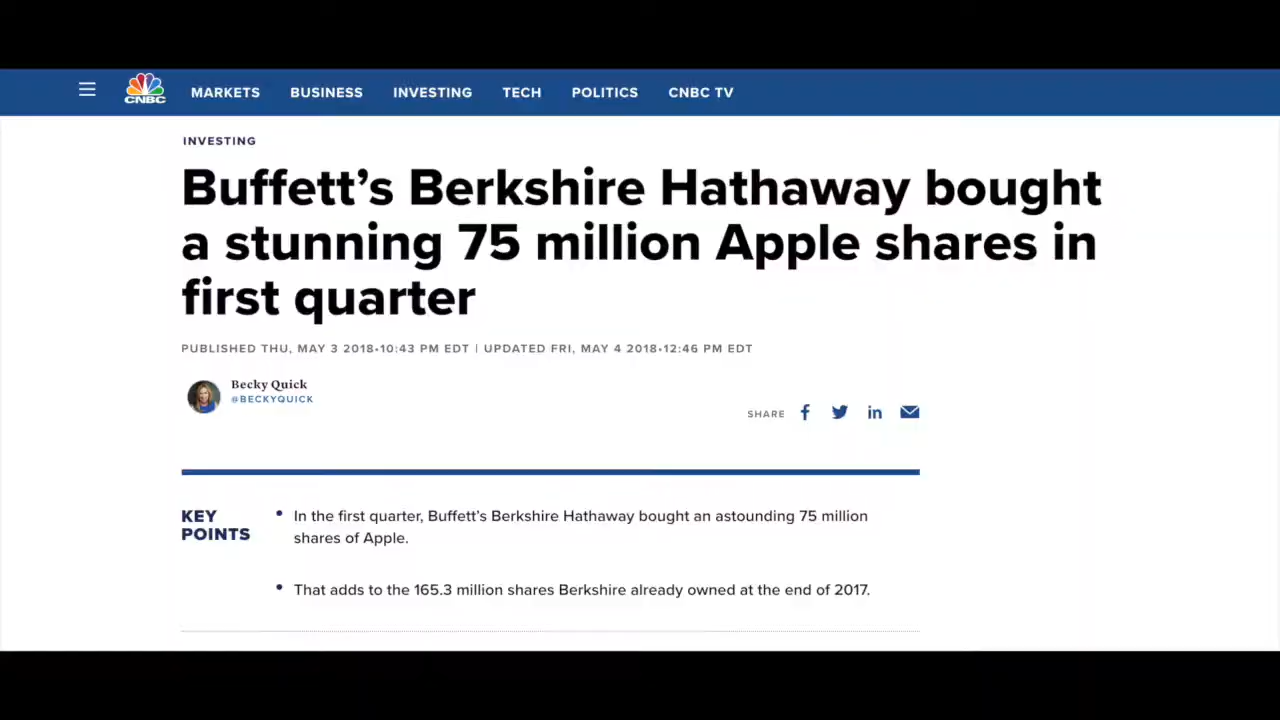 CNBC MARKETS BUSINESS INVESTING TECH POLITICS CNBC TV
INVESTING
Buffett’s Berkshire Hathaway bought
a stunning 75 million Apple shares in
first quarter
PUBLISHED THU, MAY 3 2018•10:43 PM EDT | UPDATED FRI, MAY 4 2018•12:46 PM EDT
Becky Quick
@BECKYQUICK
SHARE
KEY
POINTS
• In the first quarter, Buffett’s Berkshire Hathaway bought an astounding 75 million
shares of Apple.
• That adds to the 165.3 million shares Berkshire already owned at the end of 2017.